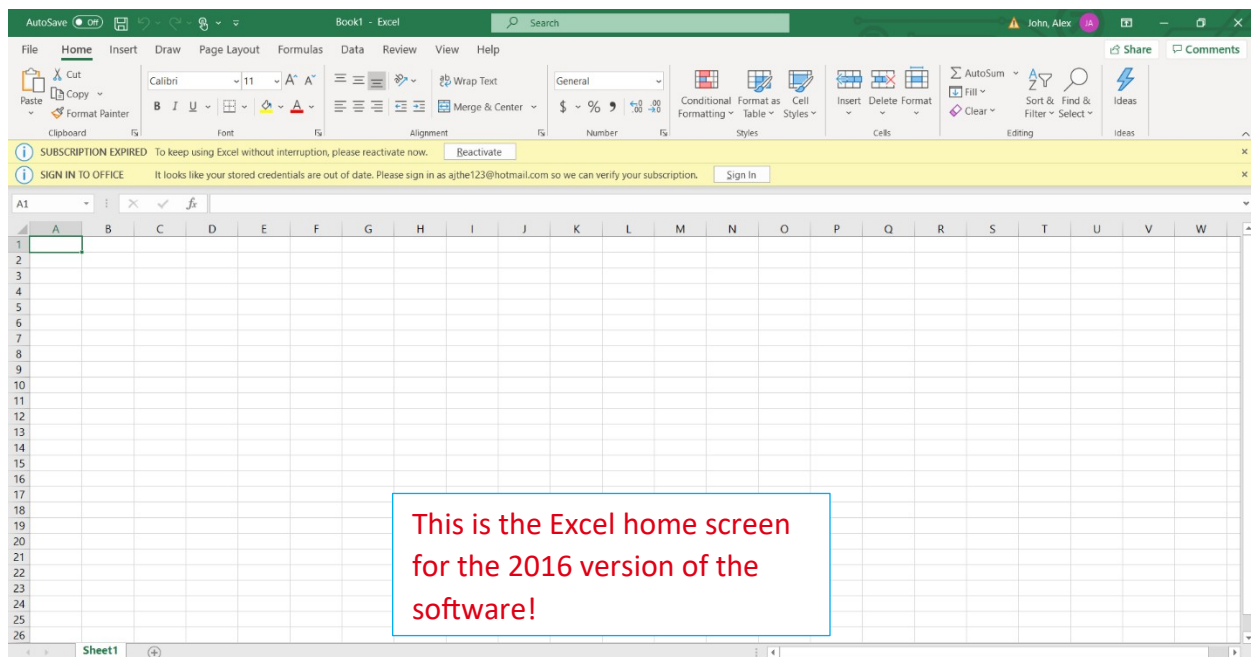 AutoSave Off Book1 - Excel Search John, Alex JA
File Home Insert Draw Page Layout Formulas Data Review View Help Share Comments
Paste
Cut
Copy
Format Painter
Clipboard
Calibri 11 A^ Aˇ
B I U A
Font
Wrap Text
Merge & Center
Alignment
General
$ % 9 .00 .00
Number
Conditional Formatting Format as Table Cell Styles
Styles
Insert Delete Format
Cells
AutoSum
Fill
Clear
Sort & Filter Find & Select
Editing
Ideas
Ideas
SUBSCRIPTION EXPIRED To keep using Excel without interruption, please reactivate now. Reactivate
SIGN IN TO OFFICE It looks like your stored credentials are out of date. Please sign in as ajthe123@hotmail.com so we can verify your subscription. Sign In
A1 fx
A B C D E F G H I J K L M N O P Q R S T U V W
1
2
3
4
5
6
7
8
9
10
11
12
13
14
15
16
17
18
19
20
21
22
23
24
25
26
This is the Excel home screen
for the 2016 version of the
software!
Sheet1